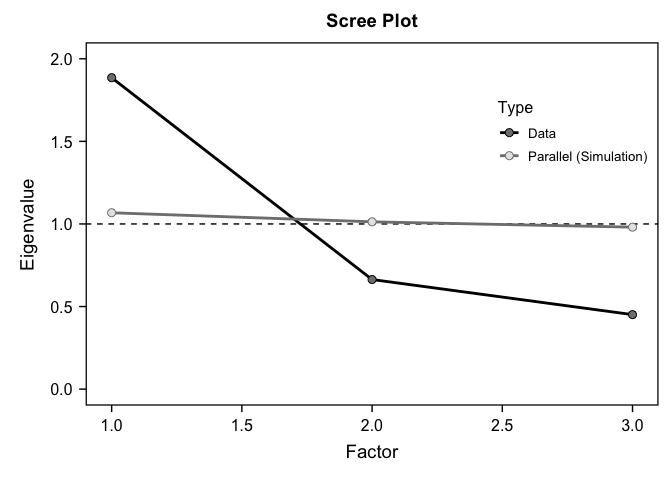 Scree Plot
2.0
1.5
1.0
0.5
0.0
Eigenvalue
Type
Data
Parallel (Simulation)
1.0 1.5 2.0 2.5 3.0
Factor